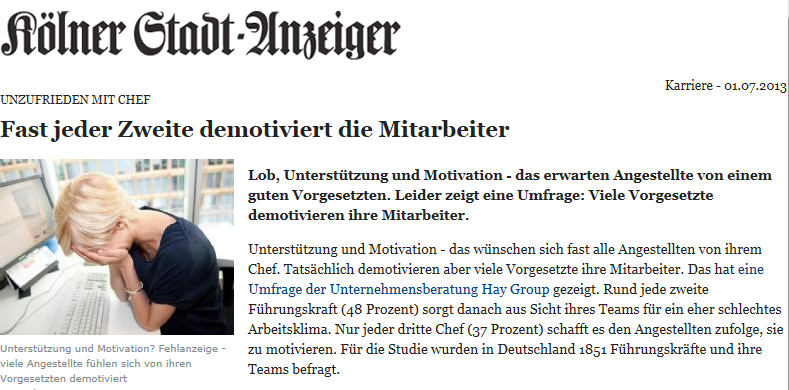 Kölner Stadt-Anzeiger
Karriere - 01.07.2013
UNZUFRIEDEN MIT CHEF
Fast jeder Zweite demotiviert die Mitarbeiter
Lob, Unterstützung und Motivation - das erwarten Angestellte von einem
guten Vorgesetzten. Leider zeigt eine Umfrage: Viele Vorgesetzte
demotivieren ihre Mitarbeiter.
Unterstützung und Motivation - das wünschen sich fast alle Angestellten von ihrem
Chef. Tatsächlich demotivieren aber viele Vorgesetzte ihre Mitarbeiter. Das hat eine
Umfrage der Unternehmensberatung Hay Group gezeigt. Rund jede zweite
Führungskraft (48 Prozent) sorgt danach aus Sicht ihres Teams für ein eher schlechtes
Arbeitsklima. Nur jeder dritte Chef (37 Prozent) schafft es den Angestellten zufolge, sie
zu motivieren. Für die Studie wurden in Deutschland 1851 Führungskräfte und ihre
Teams befragt.
Unterstützung und Motivation? Fehlanzeige -
viele Angestellte fühlen sich von ihren
Vorgesetzten demotiviert